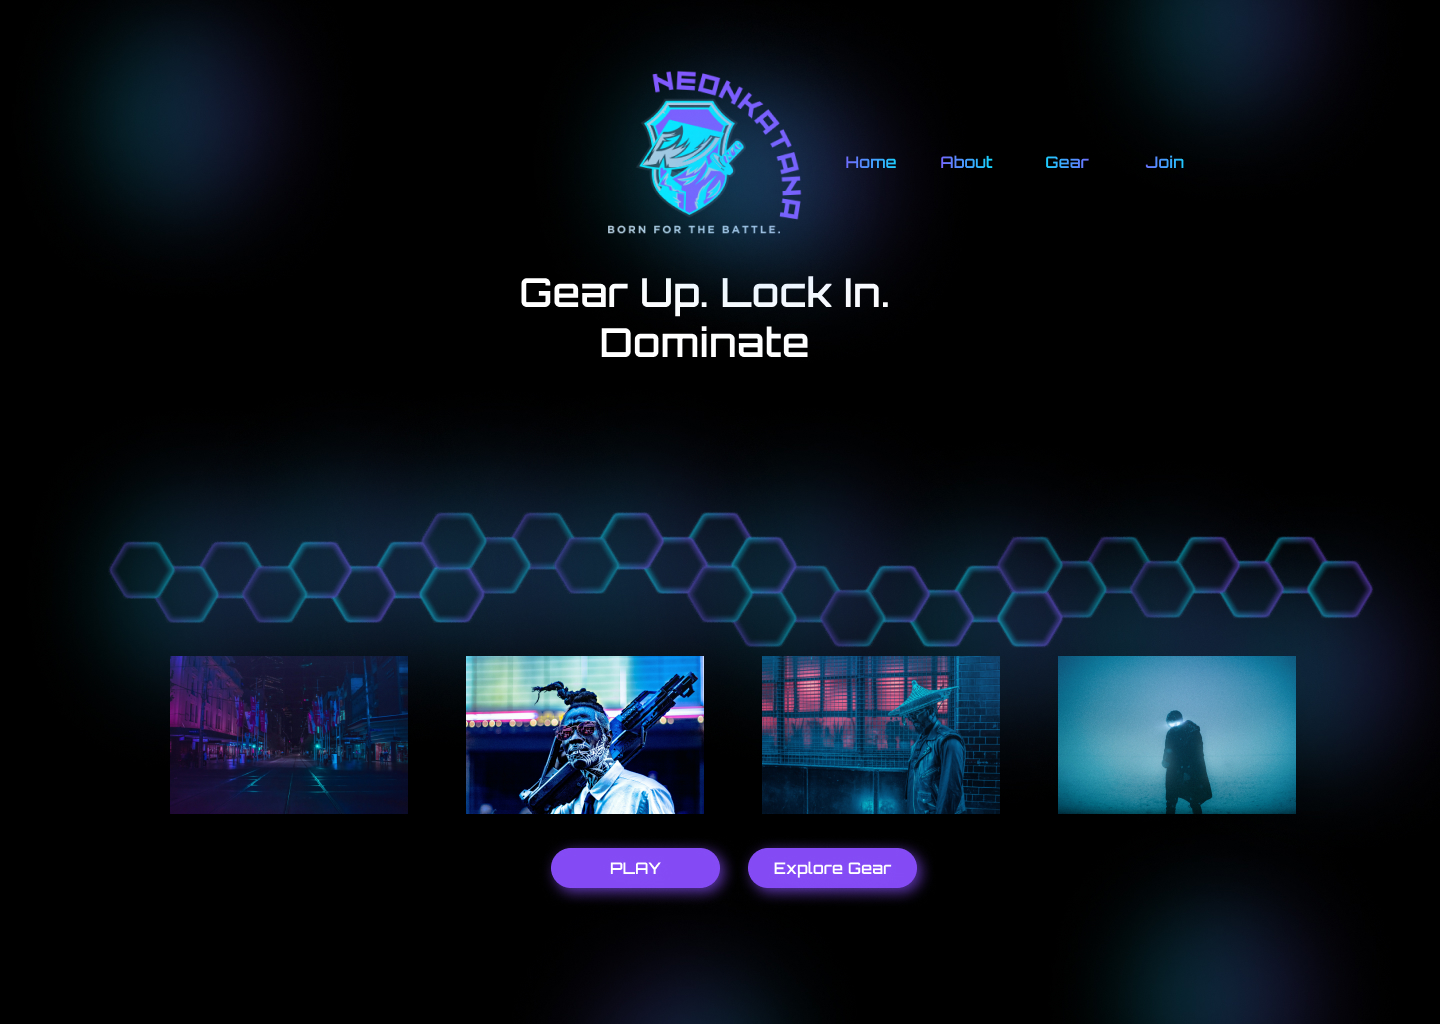 NEONKATANA
BORN FOR THE BATTLE.
Home About Gear Join
Gear Up. Lock In.
Dominate
PLAY Explore Gear